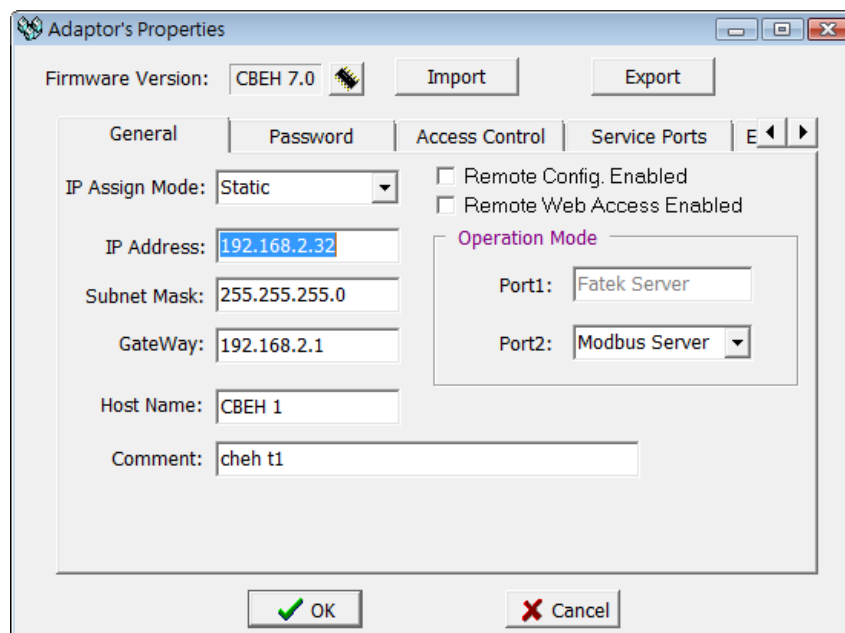 Adaptor's Properties
Firmware Version: CBEH 7.0 Import Export
General Password Access Control Service Ports E
IP Assign Mode: Static
Remote Config. Enabled
Remote Web Access Enabled
IP Address: 192.168.2.32
Subnet Mask: 255.255.255.0
GateWay: 192.168.2.1
Operation Mode
Port1: Fatek Server
Port2: Modbus Server
Host Name: CBEH 1
Comment: cheh t1
OK Cancel